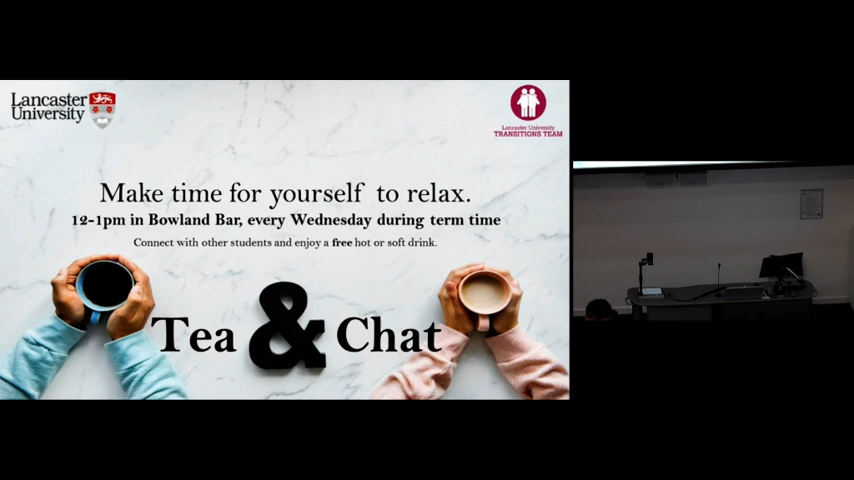 Lancaster
University
Lancaster University
TRANSITIONS TEAM
Make time for yourself to relax.
12-1pm in Bowland Bar, every Wednesday during term time
Connect with other students and enjoy a free hot or soft drink.
Tea & Chat